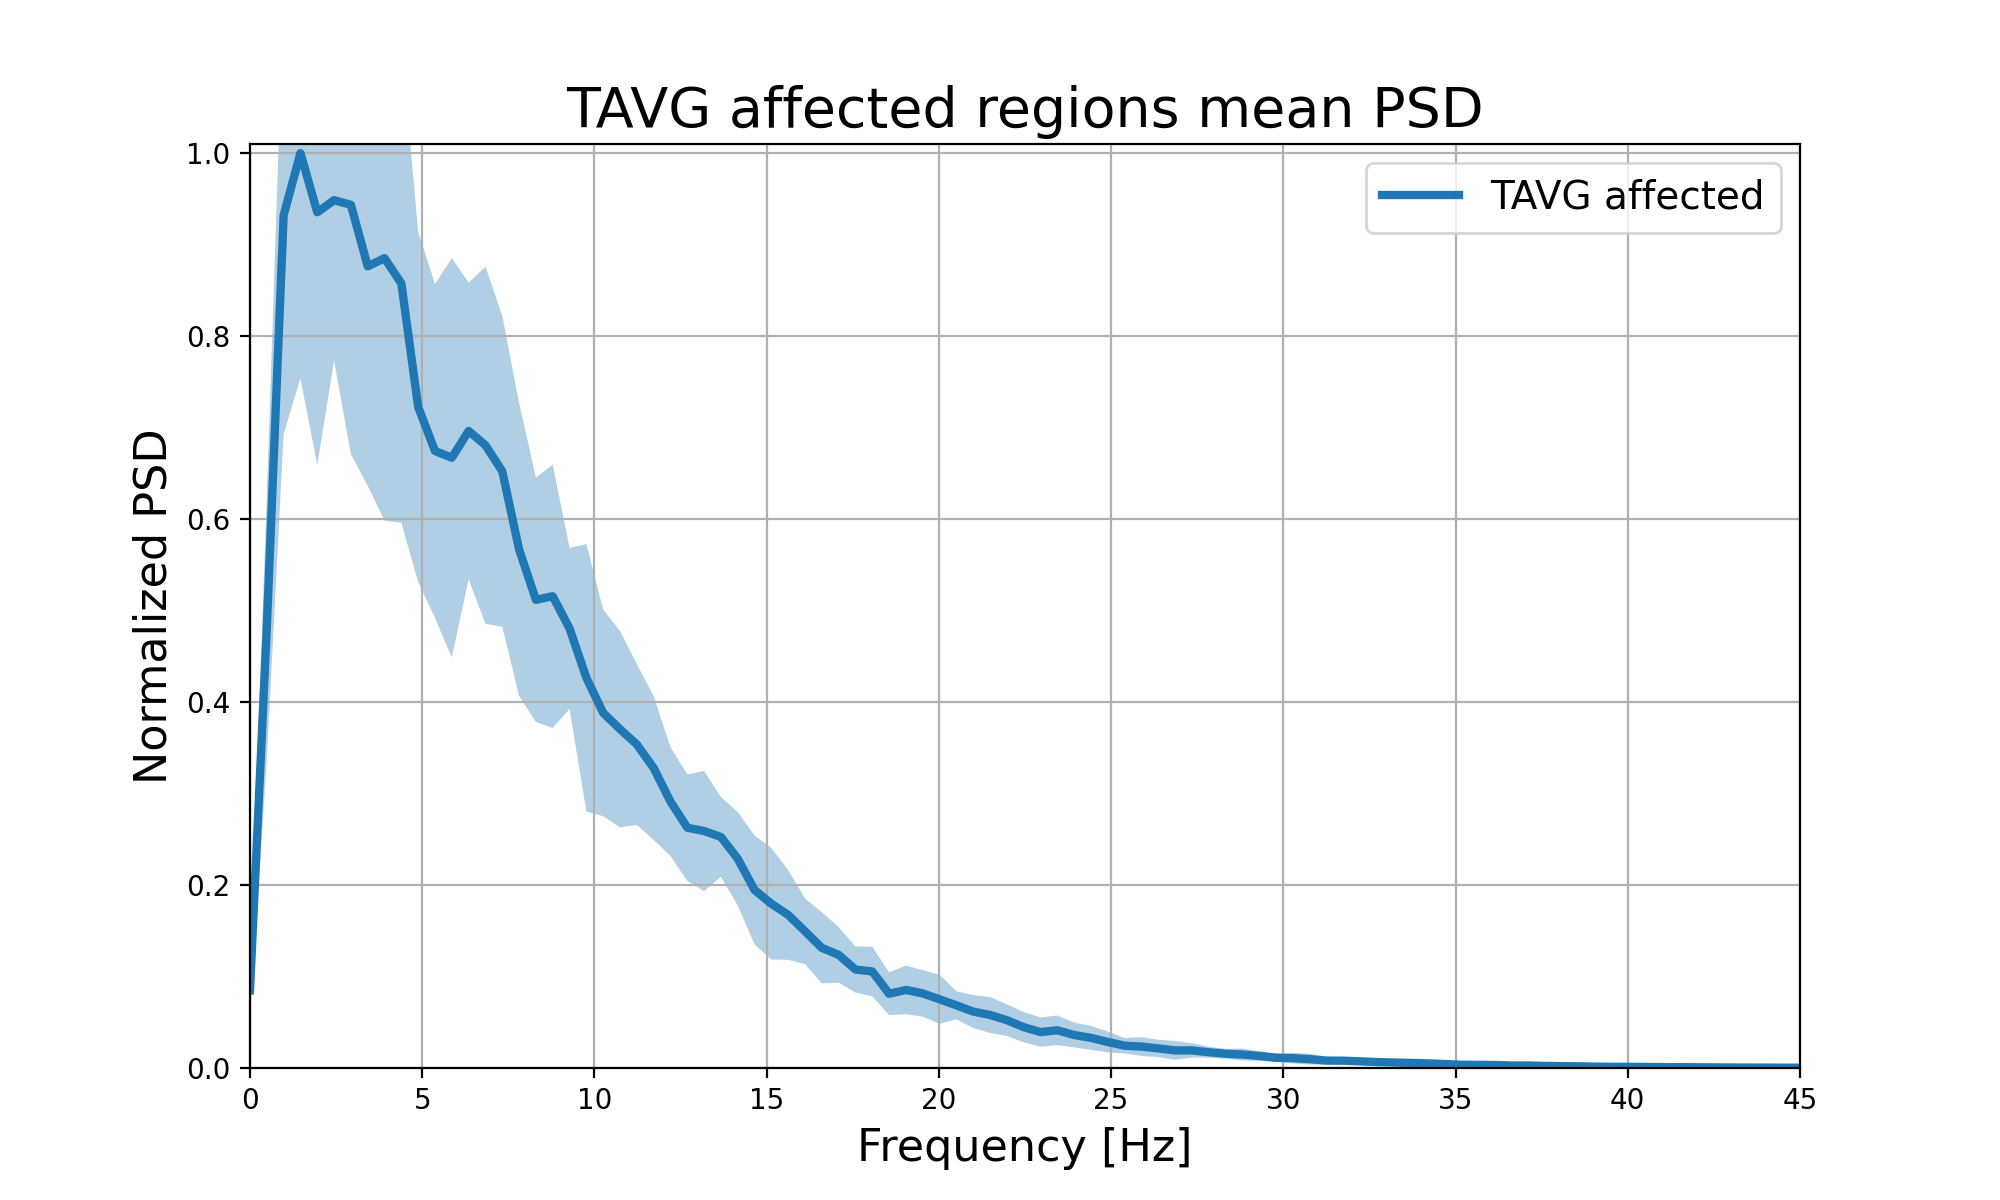 TAVG affected regions mean PSD
TAVG affected
Normalized PSD
1.0
0.8
0.6
0.4
0.2
0.0
0 5 10 15 20 25 30 35 40 45
Frequency [Hz]